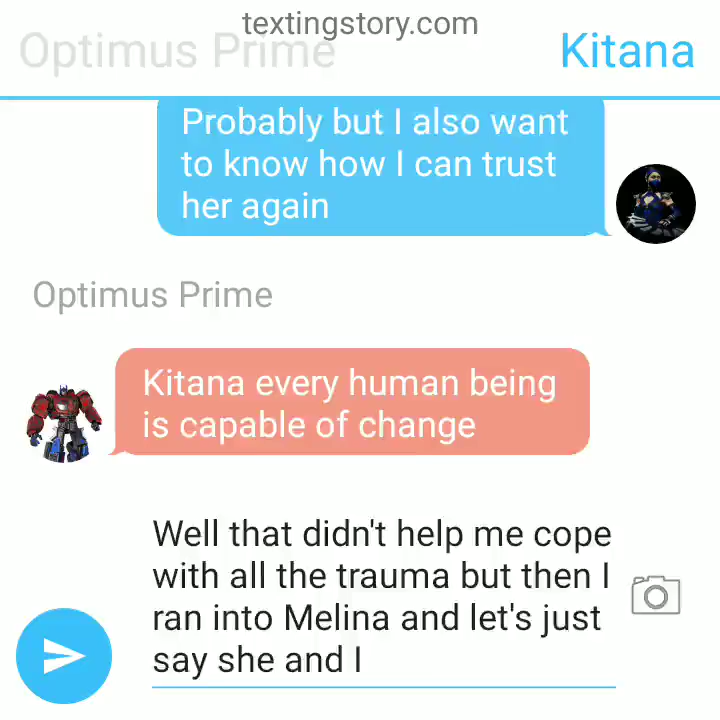 textingstory.com
Optimus Prime
Kitana
Probably but I also want
to know how I can trust
her again
Optimus Prime
Kitana every human being
is capable of change
Well that didn't help me cope
with all the trauma but then I
ran into Melina and let's just
say she and I